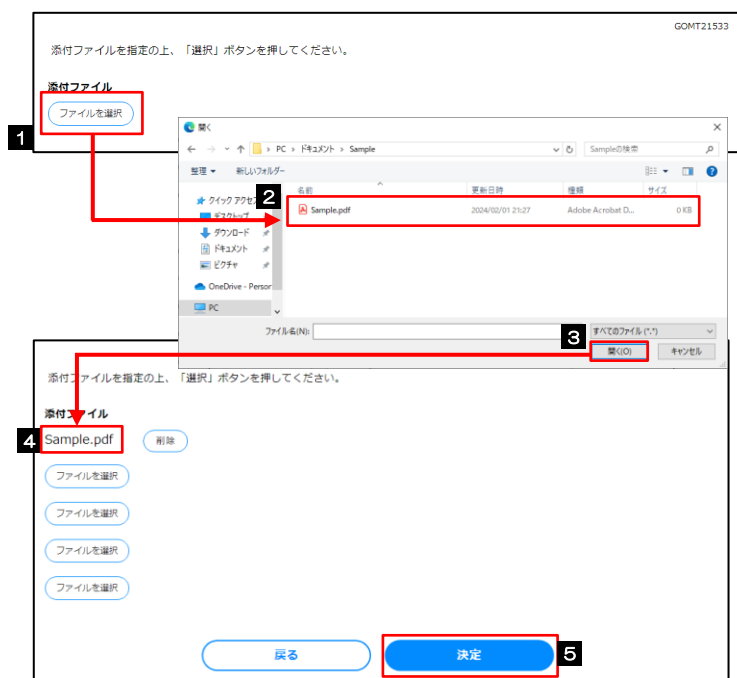 GOMT21533
添付ファイルを指定の上、「選択」ボタンを押してください。
添付ファイル
ファイルを選択
1
開く
PC › ドキュメント › Sample
Sampleの検索
整理 新しいフォルダー
名前 更新日時 種類 サイズ
クイック アクセ
2
Sample.pdf 2024/02/01 21:27 Adobe Acrobat D... 0 KB
デスクトップ
ダウンロード
ドキュメント
ピクチャ
OneDrive - Person
PC
ファイル名(N):
3
すべてのファイル (*.*)
開く(O) キャンセル
添付ファイルを指定の上、「選択」ボタンを押してください。
添付ファイル
4
Sample.pdf 削除
ファイルを選択
ファイルを選択
ファイルを選択
ファイルを選択
戻る 決定 5